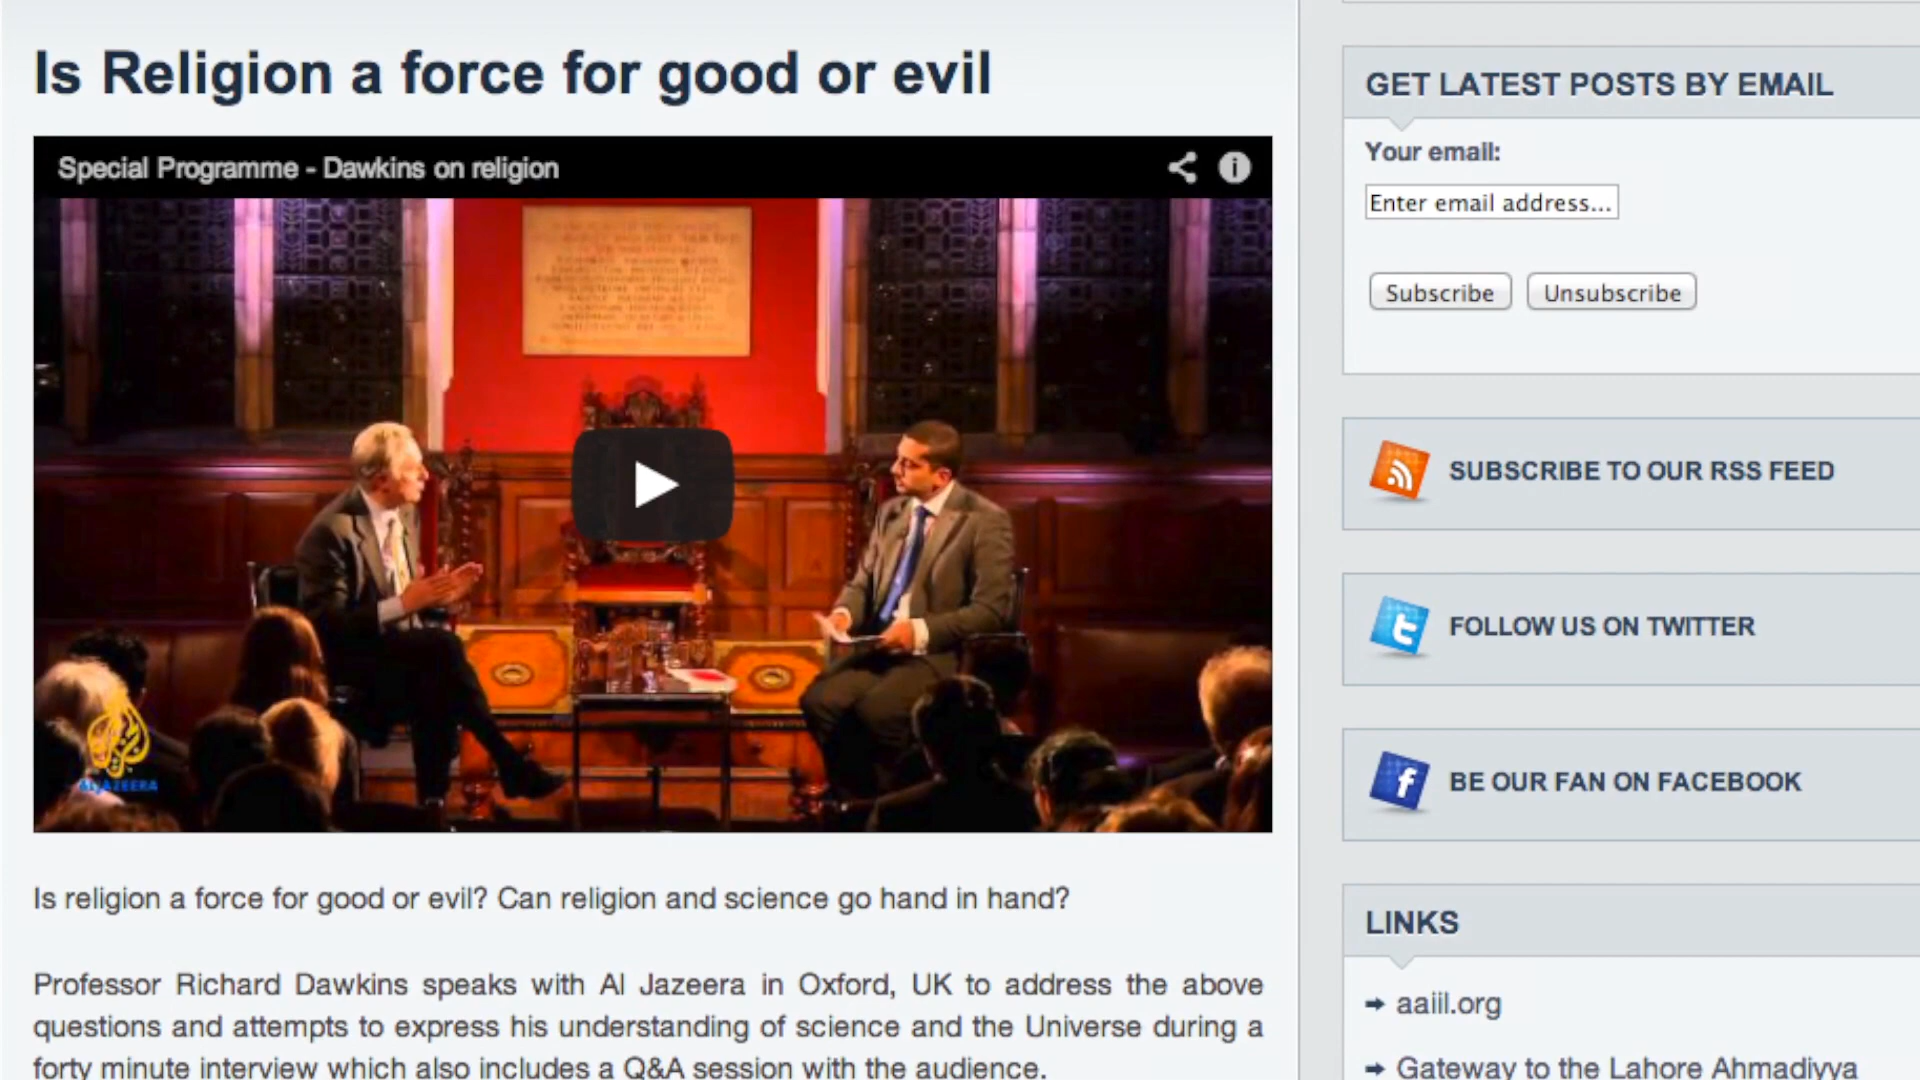 Is Religion a force for good or evil
Special Programme - Dawkins on religion
ALJAZEERA
Is religion a force for good or evil? Can religion and science go hand in hand?
Professor Richard Dawkins speaks with Al Jazeera in Oxford, UK to address the above
questions and attempts to express his understanding of science and the Universe during a
forty minute interview which also includes a Q&A session with the audience.
GET LATEST POSTS BY EMAIL
Your email:
Enter email address...
Subscribe Unsubscribe
SUBSCRIBE TO OUR RSS FEED
FOLLOW US ON TWITTER
BE OUR FAN ON FACEBOOK
LINKS
aaiil.org
Gateway to the Lahore Ahmadiyya